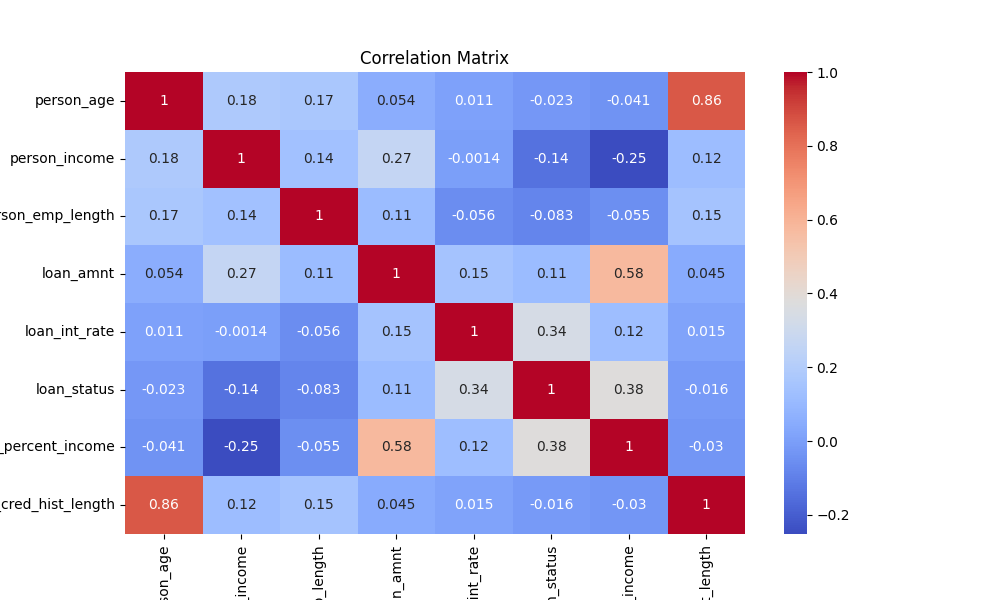 Correlation Matrix
person_age 1 0.18 0.17 0.054 0.011 -0.023 -0.041 0.86
person_income 0.18 1 0.14 0.27 -0.0014 -0.14 -0.25 0.12
rson_emp_length 0.17 0.14 1 0.11 -0.056 -0.083 -0.055 0.15
loan_amnt 0.054 0.27 0.11 1 0.15 0.11 0.58 0.045
loan_int_rate 0.011 -0.0014 -0.056 0.15 1 0.34 0.12 0.015
loan_status -0.023 -0.14 -0.083 0.11 0.34 1 0.38 -0.016
_percent_income -0.041 -0.25 -0.055 0.58 0.12 0.38 1 -0.03
_cred_hist_length 0.86 0.12 0.15 0.045 0.015 -0.016 -0.03 1
son_age
_income
_length
n_amnt
int_rate
_status
_income
_length
1.0
0.8
0.6
0.4
0.2
0.0
−0.2